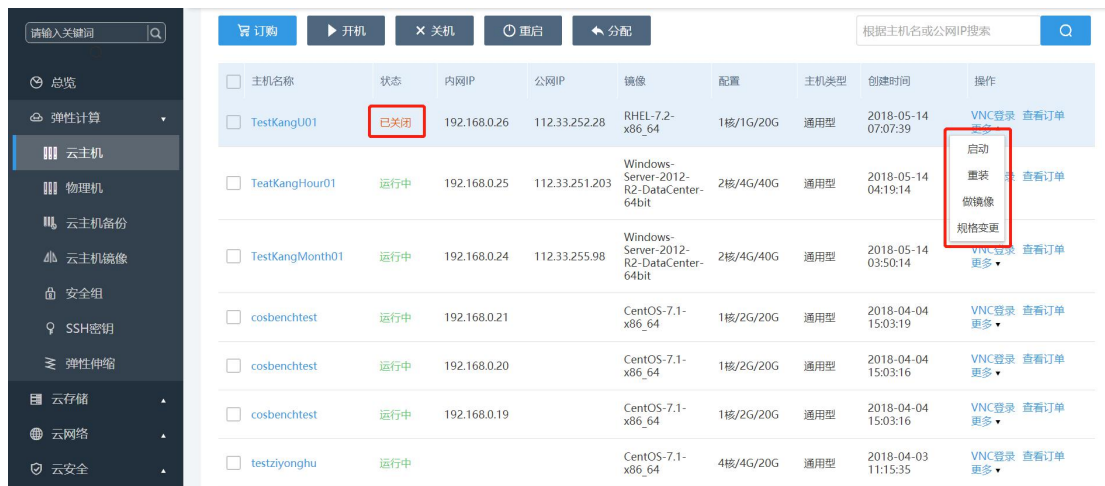 请输入关键词
总览
弹性计算
云主机
物理机
云主机备份
云主机镜像
安全组
SSH密钥
弹性伸缩
云存储
云网络
云安全
订购 开机 关机 重启 分配
根据主机名或公网IP搜索
主机名称 状态 内网IP 公网IP 镜像 配置 主机类型 创建时间 操作
TestKangU01 已关闭 192.168.0.26 112.33.252.28 RHEL-7.2-
x86_64 1核/1G/20G 通用型 2018-05-14
07:07:39 VNC登录 查看订单
更多
启动
重装
做镜像
规格变更
TeatKangHour01 运行中 192.168.0.25 112.33.251.203 Windows-
Server-2012-
R2-DataCenter-
64bit 2核/4G/40G 通用型 2018-05-14
04:19:14 查看订单
TestKangMonth01 运行中 192.168.0.24 112.33.255.98 Windows-
Server-2012-
R2-DataCenter-
64bit 2核/4G/40G 通用型 2018-05-14
03:50:14 VNC登录 查看订单
更多
cosbenchtest 运行中 192.168.0.21 CentOS-7.1-
x86_64 1核/2G/20G 通用型 2018-04-04
15:03:19 VNC登录 查看订单
更多
cosbenchtest 运行中 192.168.0.20 CentOS-7.1-
x86_64 1核/2G/20G 通用型 2018-04-04
15:03:16 VNC登录 查看订单
更多
cosbenchtest 运行中 192.168.0.19 CentOS-7.1-
x86_64 1核/2G/20G 通用型 2018-04-04
15:03:16 VNC登录 查看订单
更多
testziyonghu 运行中 CentOS-7.1-
x86_64 4核/4G/20G 通用型 2018-04-03
11:15:35 VNC登录 查看订单
更多